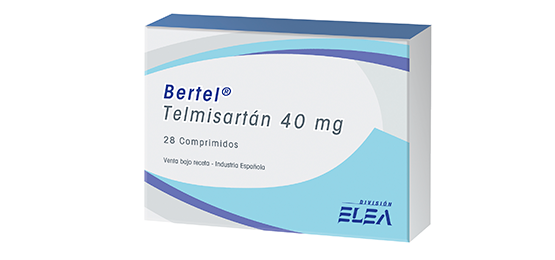 Bertel®
Telmisartán 40 mg
28 Comprimidos
Venta bajo receta - Industria Española
DIVISIÓN
ELEA